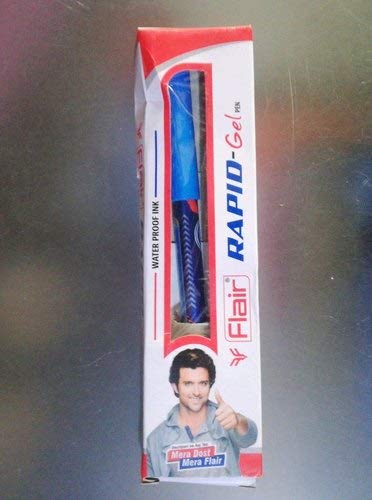 WATER PROOF INK
Flair®
RAPID-Gel PEN
Mera Dost
Mera Flair